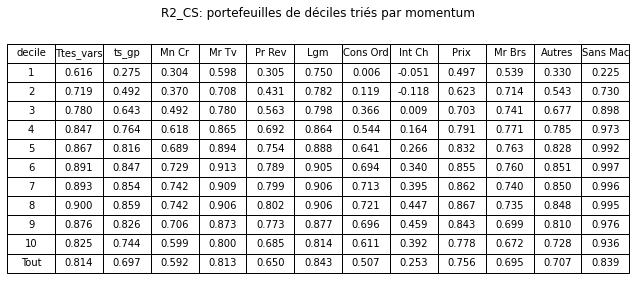 R2_CS: portefeuilles de déciles triés par momentum
decile Ttes_vars ts_gp Mn Cr Mr Tv Pr Rev Lgm Cons Ord Int Ch Prix Mr Brs Autres Sans Mac
1 0.616 0.275 0.304 0.598 0.305 0.750 0.006 -0.051 0.497 0.539 0.330 0.225
2 0.719 0.492 0.370 0.708 0.431 0.782 0.119 -0.118 0.623 0.714 0.543 0.730
3 0.780 0.643 0.492 0.780 0.563 0.798 0.366 0.009 0.703 0.741 0.677 0.898
4 0.847 0.764 0.618 0.865 0.692 0.864 0.544 0.164 0.791 0.771 0.785 0.973
5 0.867 0.816 0.689 0.894 0.754 0.888 0.641 0.266 0.832 0.763 0.828 0.992
6 0.891 0.847 0.729 0.913 0.789 0.905 0.694 0.340 0.855 0.760 0.851 0.997
7 0.893 0.854 0.742 0.909 0.799 0.906 0.713 0.395 0.862 0.740 0.850 0.996
8 0.900 0.859 0.742 0.906 0.802 0.906 0.721 0.447 0.867 0.735 0.848 0.995
9 0.876 0.826 0.706 0.873 0.773 0.877 0.696 0.459 0.843 0.699 0.810 0.976
10 0.825 0.744 0.599 0.800 0.685 0.814 0.611 0.392 0.778 0.672 0.728 0.936
Tout 0.814 0.697 0.592 0.813 0.650 0.843 0.507 0.253 0.756 0.695 0.707 0.839